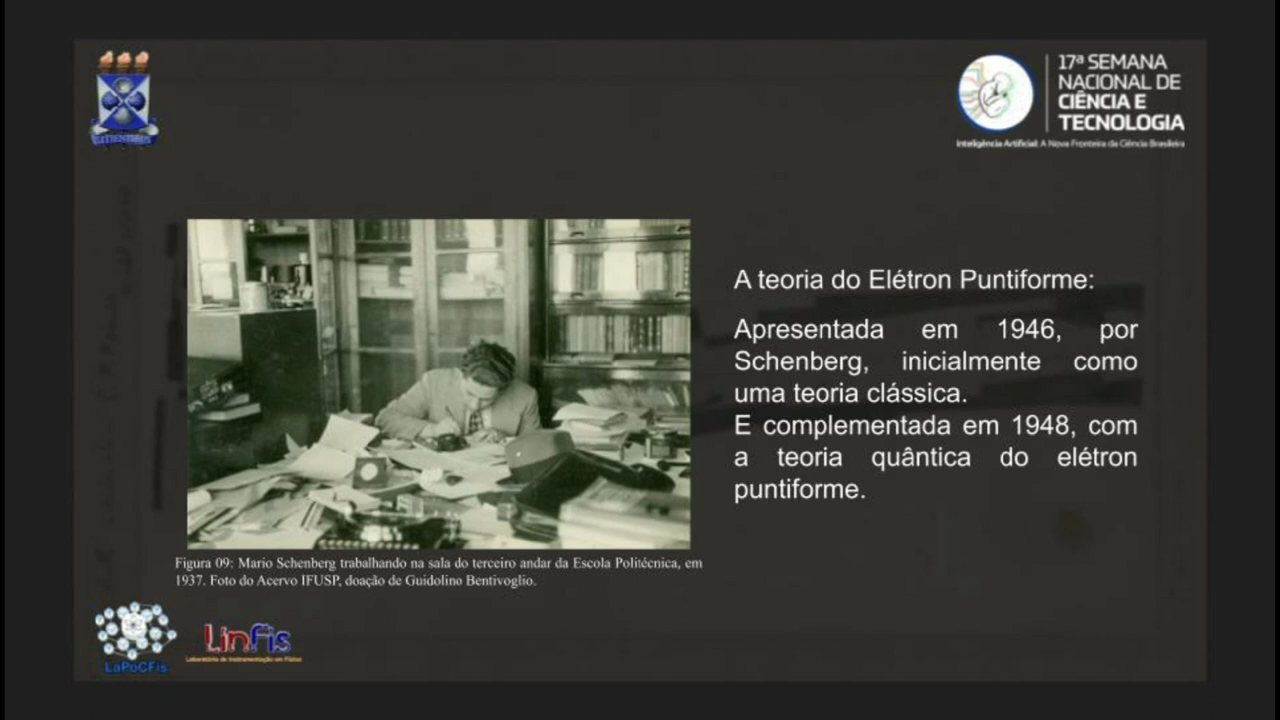 17ª SEMANA
NACIONAL DE
CIÊNCIA E
TECNOLOGIA
Inteligência Artificial: A Nova Fronteira da Ciência Brasileira
A teoria do Elétron Puntiforme:
Apresentada em 1946, por
Schenberg, inicialmente como
uma teoria clássica.
E complementada em 1948, com
a teoria quântica do elétron
puntiforme.
Figura 09: Mario Schenberg trabalhando na sala do terceiro andar da Escola Politécnica, em
1937. Foto do Acervo IFUSP, doação de Guidolino Bentivoglio.
LaPoCFis
LinFis
Laboratório de Instrumentação em Física